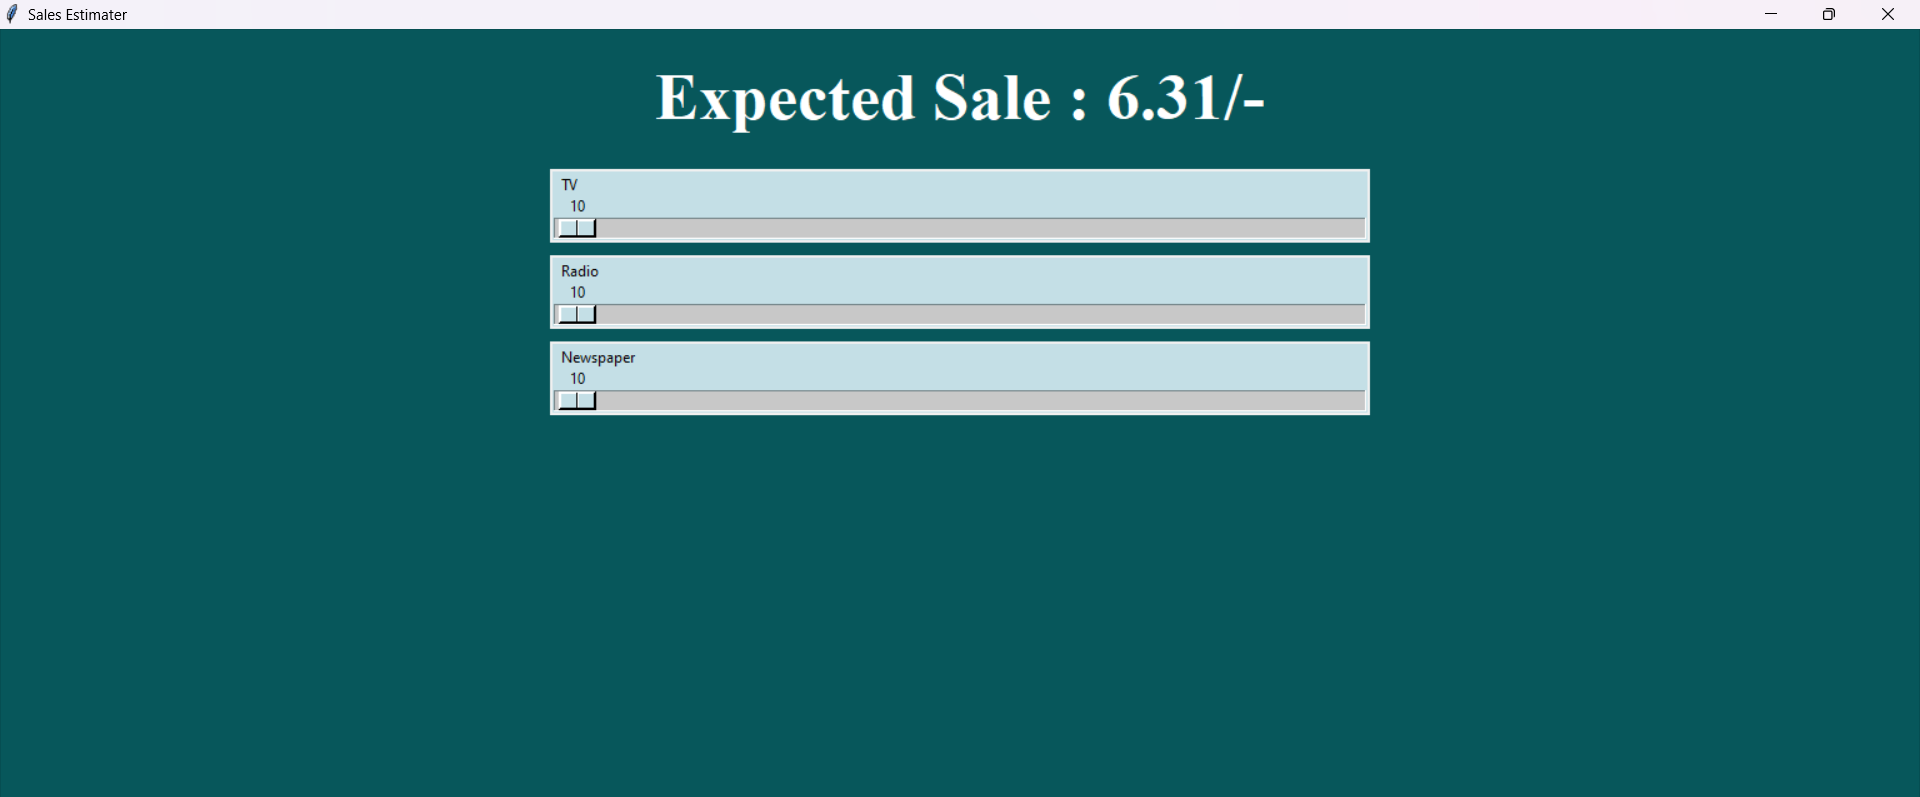 Sales Estimater
Expected Sale : 6.31/-
TV
10
Radio
10
Newspaper
10